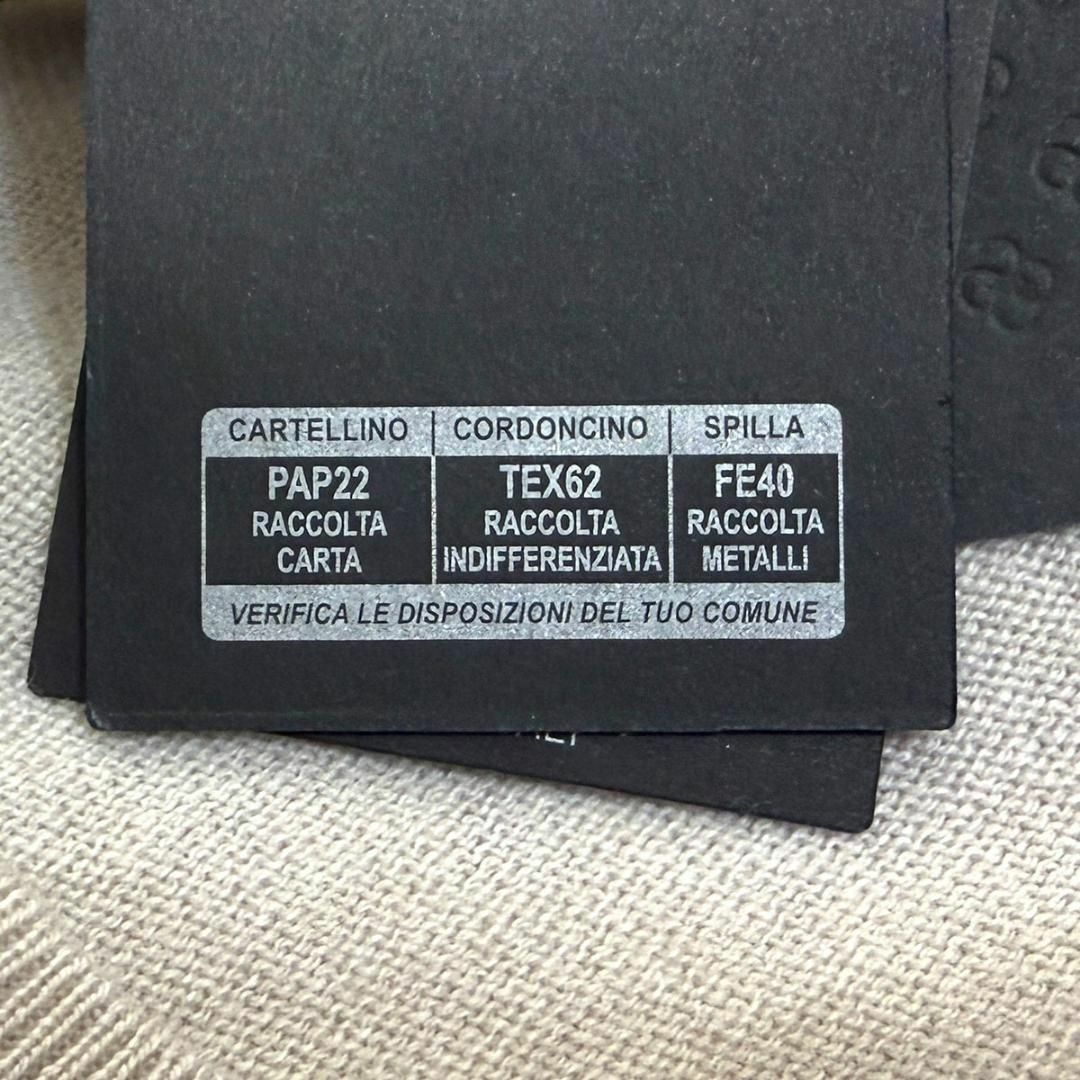 CARTELLINO CORDONCINO SPILLA
PAP22 TEX62 FE40
RACCOLTA RACCOLTA RACCOLTA
CARTA INDIFFERENZIATA METALLI
VERIFICA LE DISPOSIZIONI DEL TUO COMUNE